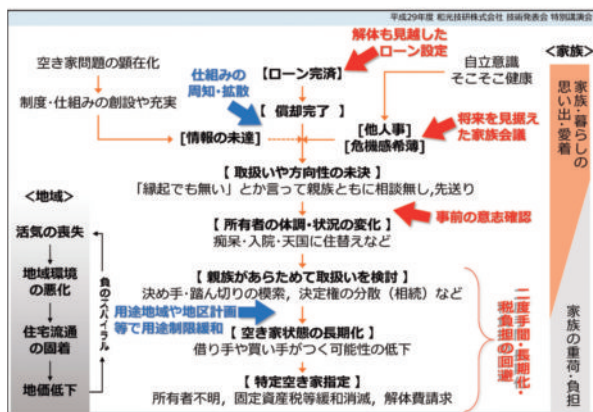 平成29年度 和光技研株式会社 技術発表会 特別講演会
解体も見越した
ローン設定
空き家問題の顕在化
仕組みの
周知・拡散
【ローン完済】
自立意識
そこそこ健康
<家族>
制度・仕組みの創設や充実
【 償却完了 】
[情報の未達]
[他人事]
[危機感希薄]
将来を見据え
た家族会議
家族・暮らしの
思い出・愛着
【 取扱いや方向性の未決 】
「縁起でも無い」とか言って親族ともに相談無し,先送り
<地域>
事前の意志確認
【 所有者の体調・状況の変化 】
痴呆・入院・天国に住替えなど
活気の喪失
地域環境
の悪化
住宅流通
の固着
地価低下
負のスパイラル
【 親族があらためて取扱いを検討 】
決め手・踏ん切りの模索，決定権の分散（相続）など
用途地域や地区計画
等で用途制限緩和
【 空き家状態の長期化 】
借り手や買い手がつく可能性の低下
【 特定空き家指定 】
所有者不明，固定資産税等緩和消滅，解体費請求
二度手間・長期化・
税負担の回避
家族の重荷・負担